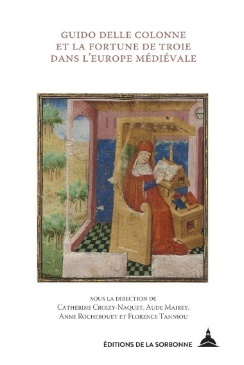 GUIDO DELLE COLONNE
ET LA FORTUNE DE TROIE
DANS L'EUROPE MÉDIÉVALE
SOUS LA DIRECTION DE
CATHERINE CROIZY-NAQUET, AUDE MAIREY,
ANNE ROCHEBOUET ET FLORENCE TANNIOU
ÉDITIONS DE LA SORBONNE